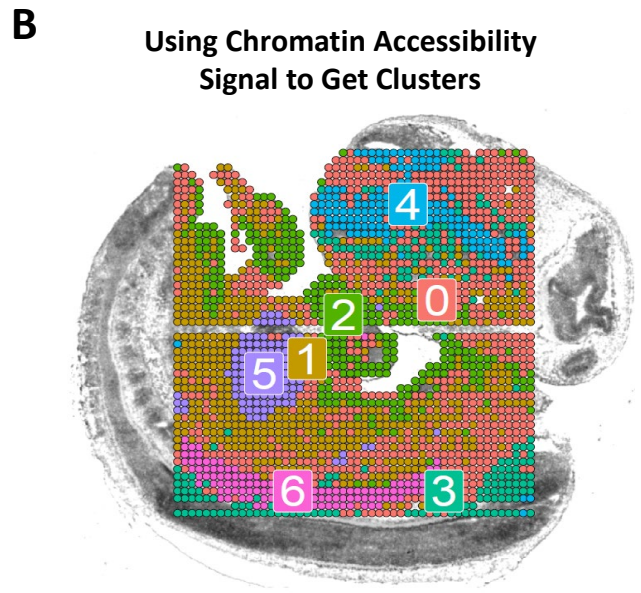 B
Using Chromatin Accessibility
Signal to Get Clusters
4
0
2
1
5
6
3